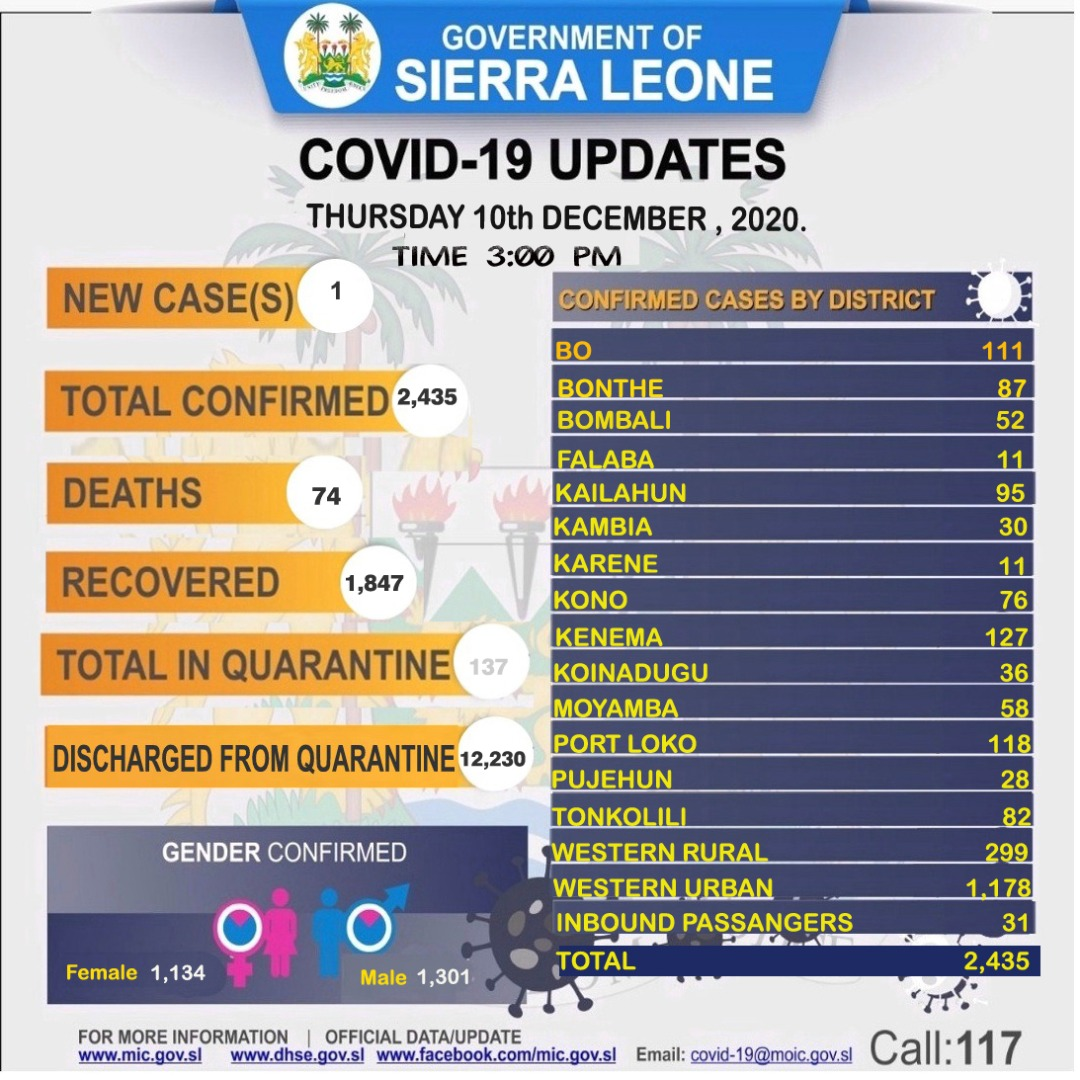 GOVERNMENT OF
SIERRA LEONE
COVID-19 UPDATES
THURSDAY 10th DECEMBER , 2020.
TIME 3:00 PM
NEW CASE(S) 1
TOTAL CONFIRMED 2,435
DEATHS 74
RECOVERED 1,847
TOTAL IN QUARANTINE 137
DISCHARGED FROM QUARANTINE 12,230
GENDER CONFIRMED
Female 1,134
Male 1,301
CONFIRMED CASES BY DISTRICT
BO 111
BONTHE 87
BOMBALI 52
FALABA 11
KAILAHUN 95
KAMBIA 30
KARENE 11
KONO 76
KENEMA 127
KOINADUGU 36
MOYAMBA 58
PORT LOKO 118
PUJEHUN 28
TONKOLILI 82
WESTERN RURAL 299
WESTERN URBAN 1,178
INBOUND PASSANGERS 31
TOTAL 2,435
FOR MORE INFORMATION | OFFICIAL DATA/UPDATE
www.mic.gov.sl www.dhse.gov.sl www.facebook.com/mic.gov.sl Email: covid-19@moic.gov.sl Call:117